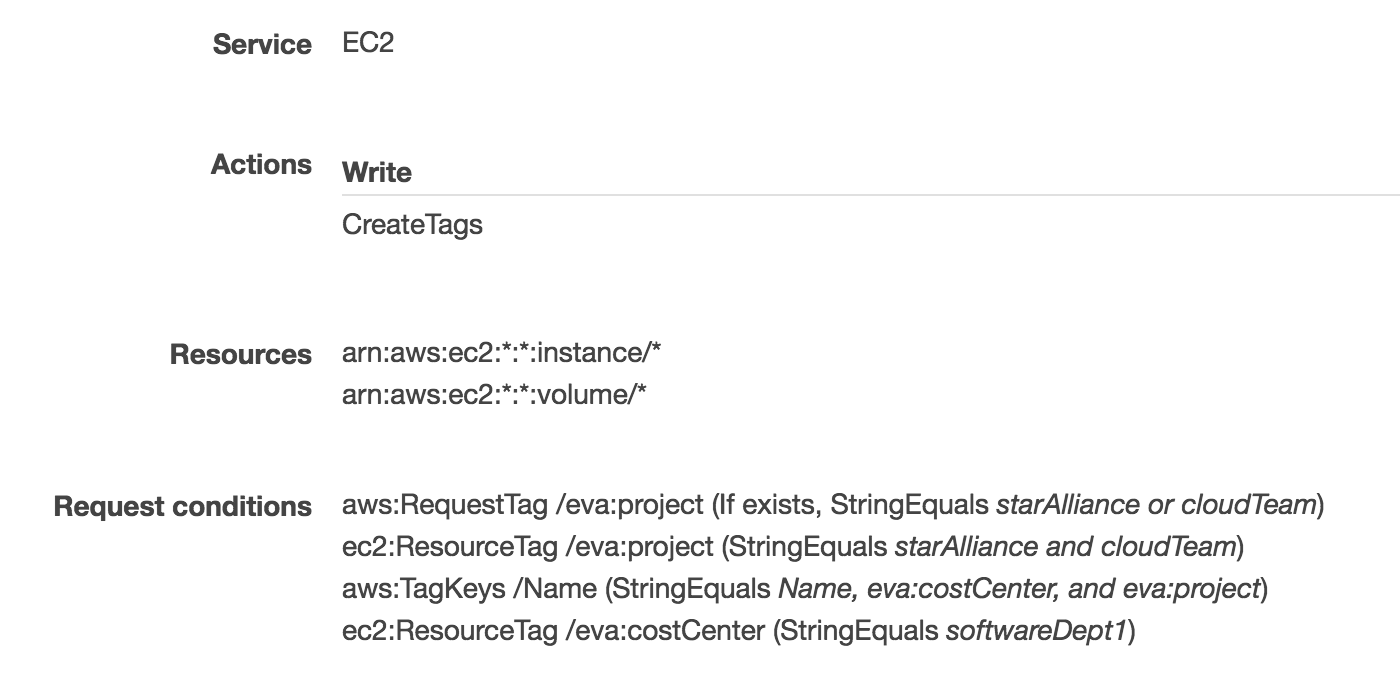 Service EC2
Actions Write
CreateTags
Resources arn:aws:ec2:*:*:instance/*
arn:aws:ec2:*:*:volume/*
Request conditions aws:RequestTag /eva:project (If exists, StringEquals starAlliance or cloudTeam)
ec2:ResourceTag /eva:project (StringEquals starAlliance and cloudTeam)
aws:TagKeys /Name (StringEquals Name, eva:costCenter, and eva:project)
ec2:ResourceTag /eva:costCenter (StringEquals softwareDept1)